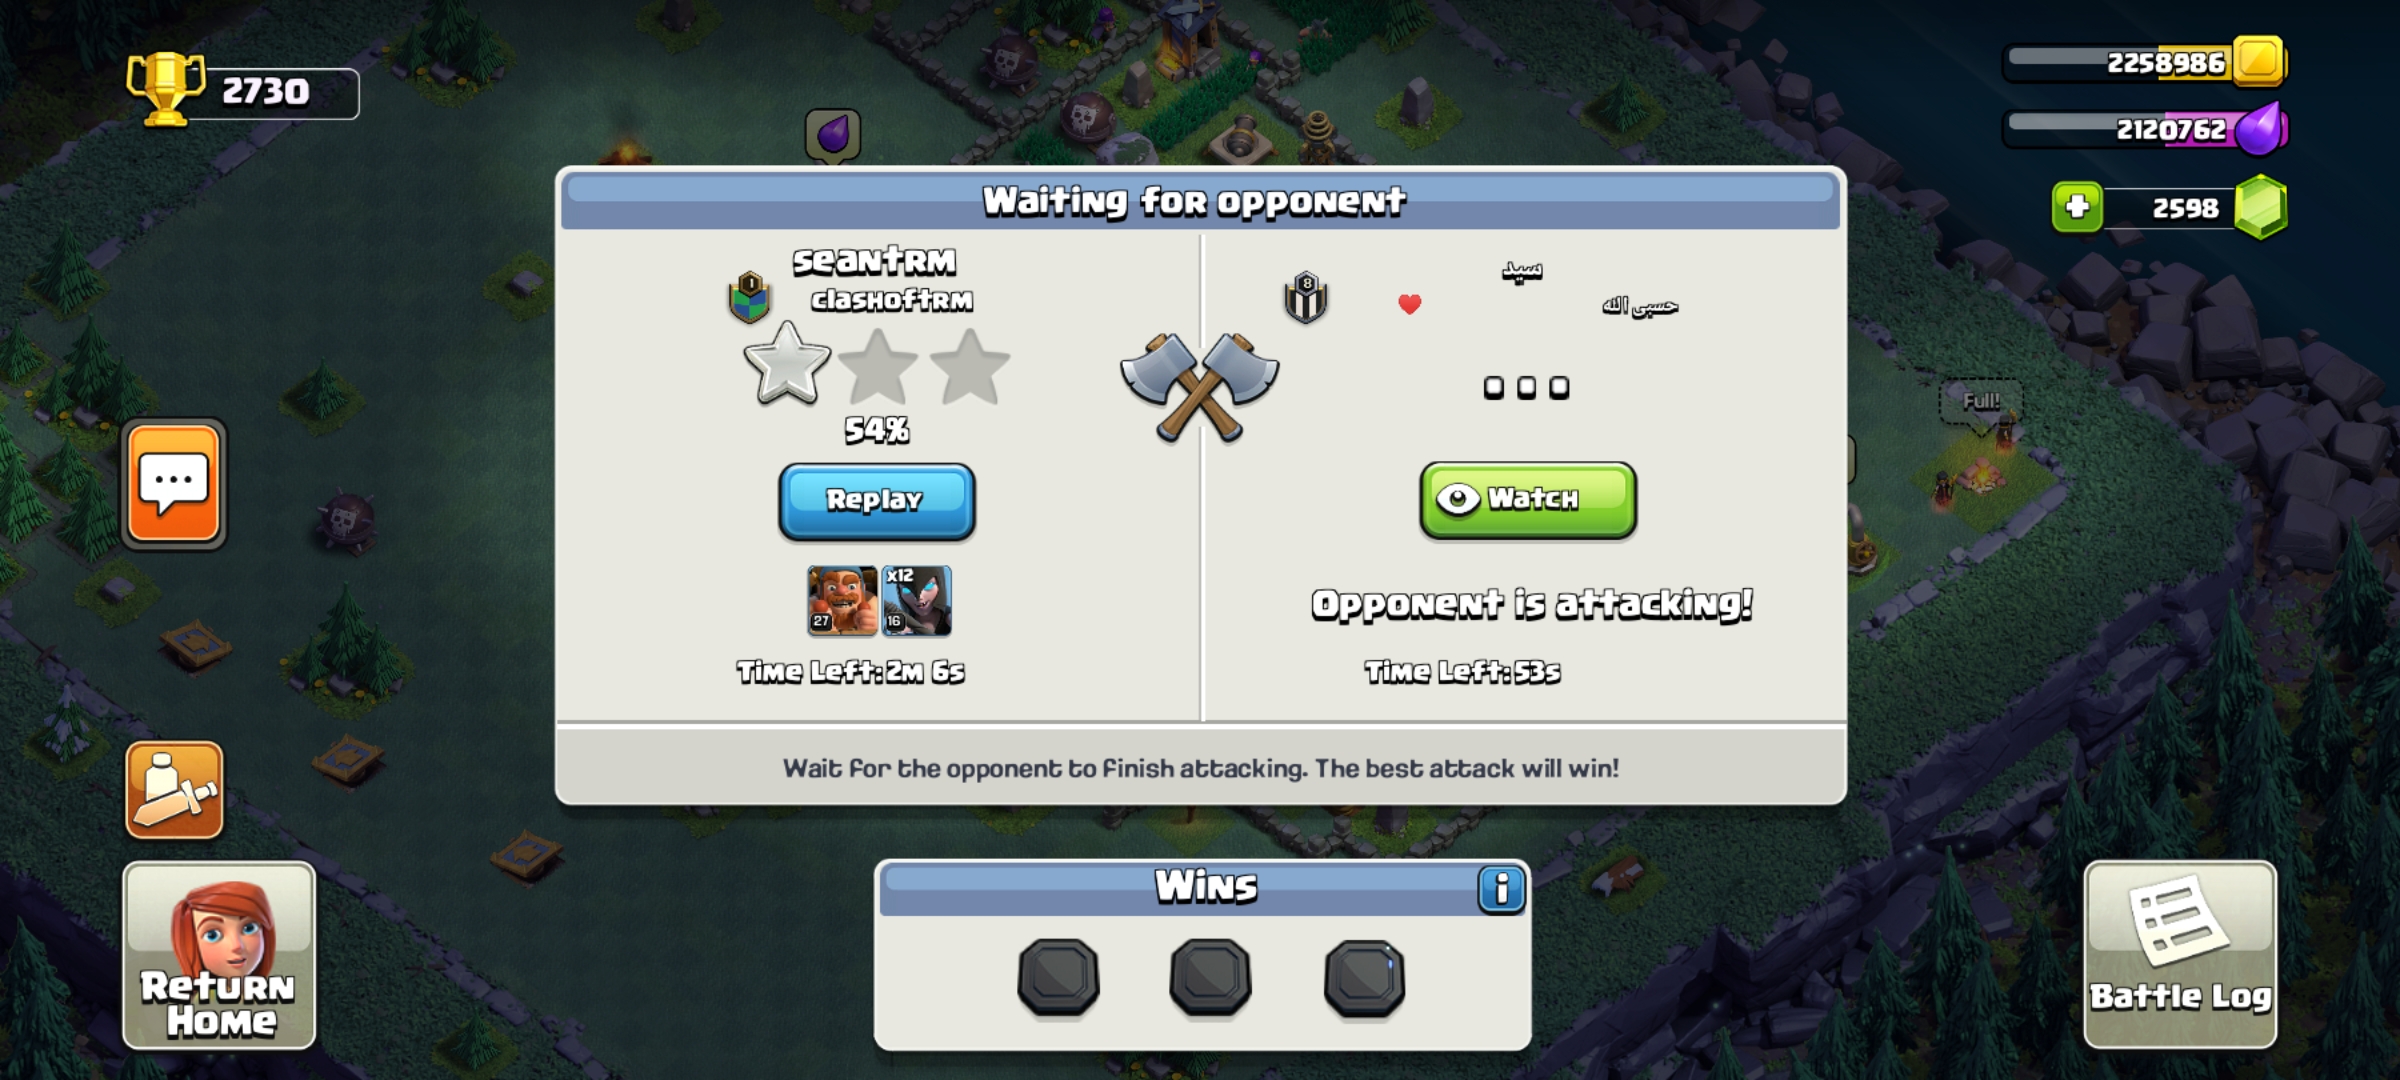 2730
2258986
2120762
2598
Waiting for opponent
seantrm
1
clashoftrm
54%
Replay
27
x12
16
Time Left: 2m 6s
سيد
8
❤️ حسبي الله
Watch
Opponent is attacking!
Time Left: 53s
Full!
Wait for the opponent to finish attacking. The best attack will win!
Wins
i
Return Home
Battle Log